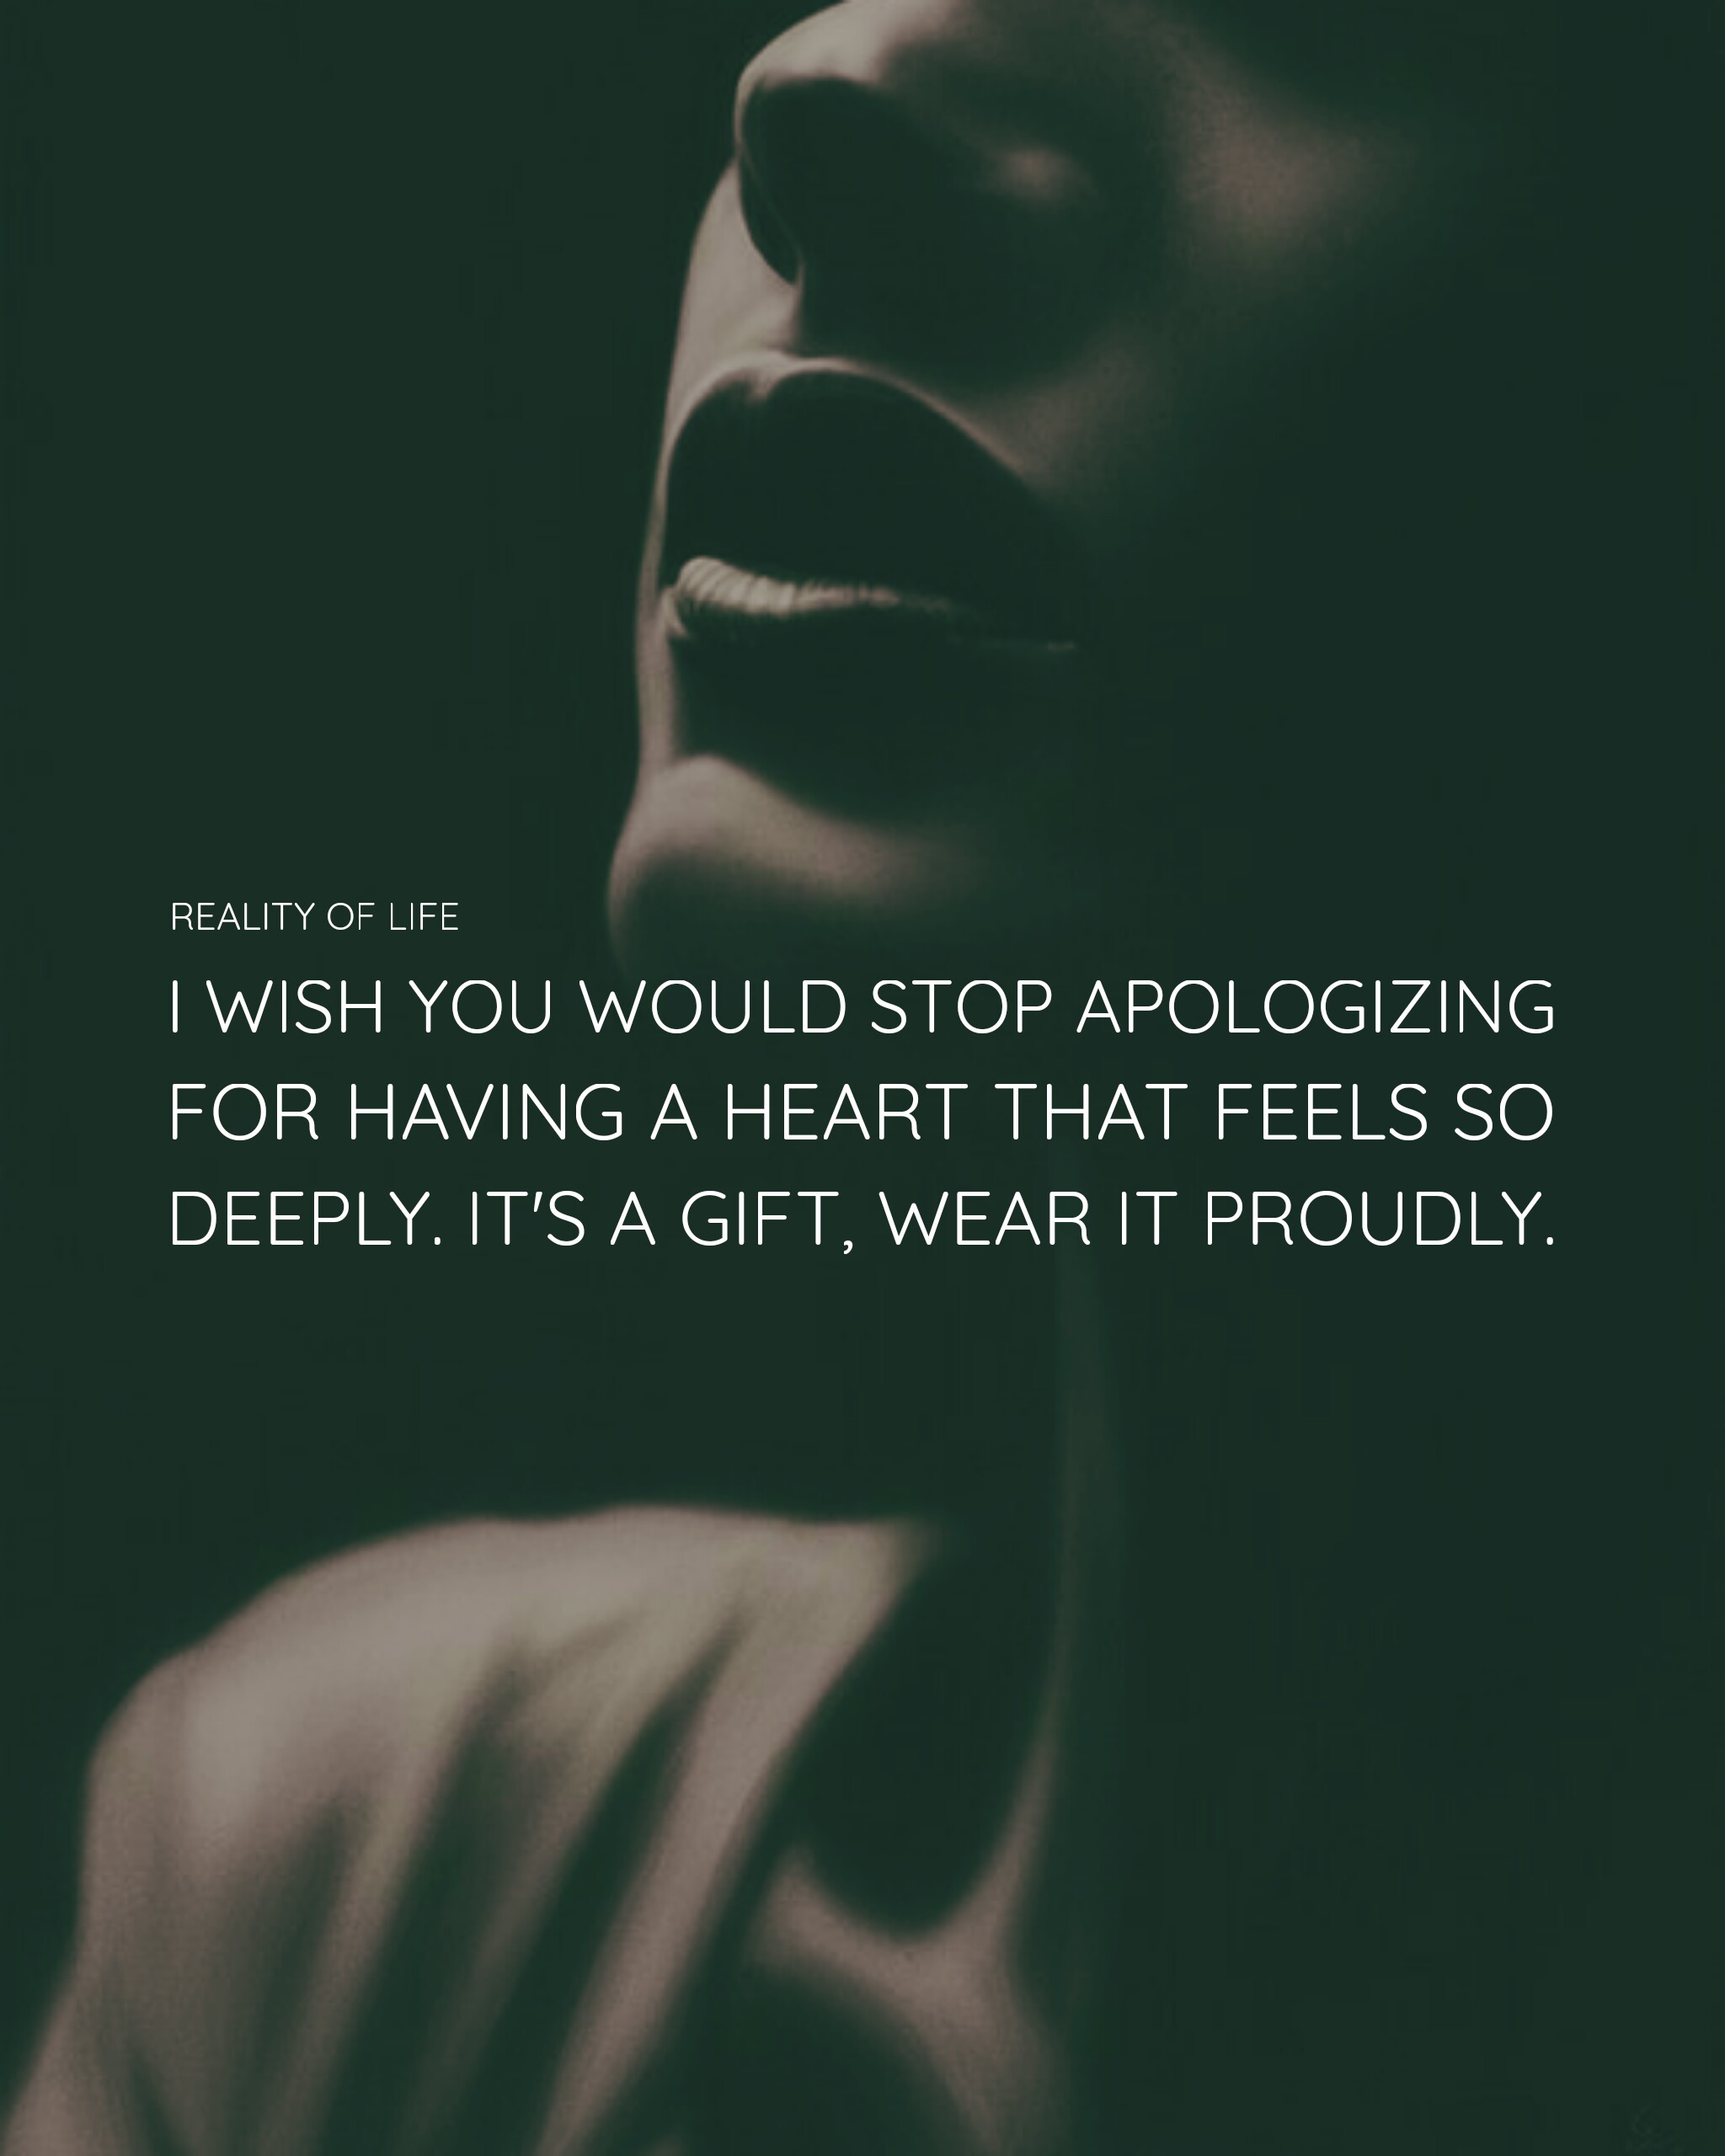 REALITY OF LIFE
I WISH YOU WOULD STOP APOLOGIZING
FOR HAVING A HEART THAT FEELS SO
DEEPLY. IT'S A GIFT, WEAR IT PROUDLY.